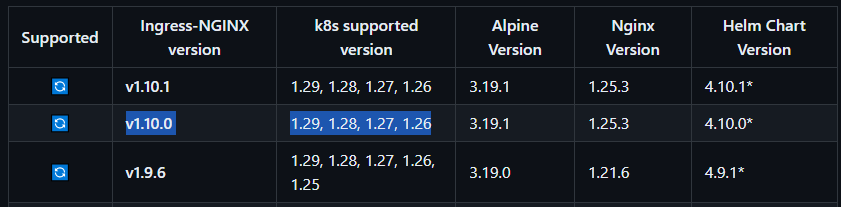 Supported Ingress-NGINX version k8s supported version Alpine Version Nginx Version Helm Chart Version
v1.10.1 1.29, 1.28, 1.27, 1.26 3.19.1 1.25.3 4.10.1*
v1.10.0 1.29, 1.28, 1.27, 1.26 3.19.1 1.25.3 4.10.0*
v1.9.6 1.29, 1.28, 1.27, 1.26, 1.25 3.19.0 1.21.6 4.9.1*